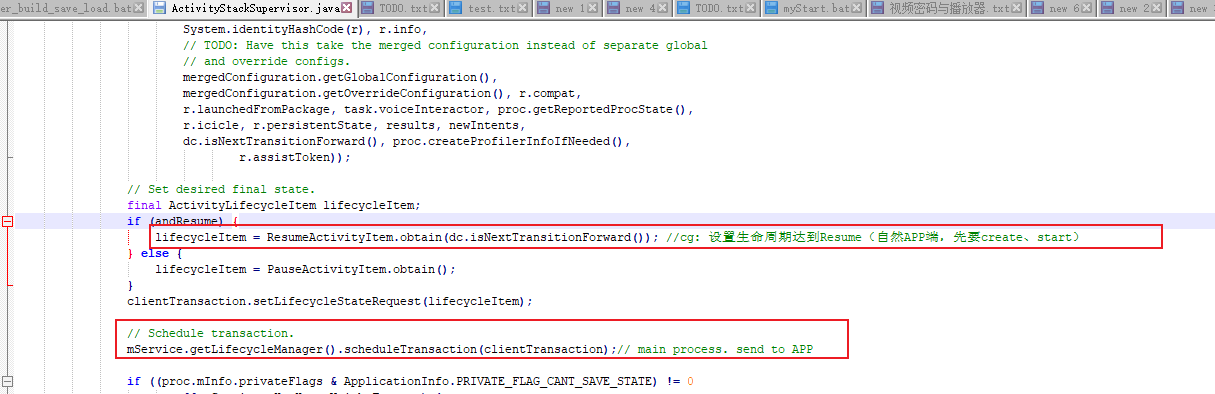 er_build_save_load.bat ActivityStackSupervisor.java TODO.txt test.txt new 1 new 4 TODO.txt myStart.bat 视频密码与播放器.txt new 6 new 2 new
System.identityHashCode(r), r.info,
// TODO: Have this take the merged configuration instead of separate global
// and override configs.
mergedConfiguration.getGlobalConfiguration(),
mergedConfiguration.getOverrideConfiguration(), r.compat,
r.launchedFromPackage, task.voiceInteractor, proc.getReportedProcState(),
r.icicle, r.persistentState, results, newIntents,
dc.isNextTransitionForward(), proc.createProfilerInfoIfNeeded(),
r.assistToken));
// Set desired final state.
final ActivityLifecycleItem lifecycleItem;
if (andResume) {
lifecycleItem = ResumeActivityItem.obtain(dc.isNextTransitionForward()); //cg: 设置生命周期达到Resume（自然APP端，先要create、start）
} else {
lifecycleItem = PauseActivityItem.obtain();
}
clientTransaction.setLifecycleStateRequest(lifecycleItem);
// Schedule transaction.
mService.getLifecycleManager().scheduleTransaction(clientTransaction);// main process. send to APP
if ((proc.mInfo.privateFlags & ApplicationInfo.PRIVATE_FLAG_CANT_SAVE_STATE) != 0